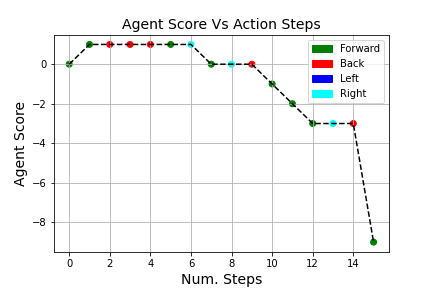 Agent Score Vs Action Steps
Forward
Back
Left
Right
0
−2
−4
−6
−8
Agent Score
0 2 4 6 8 10 12 14
Num. Steps